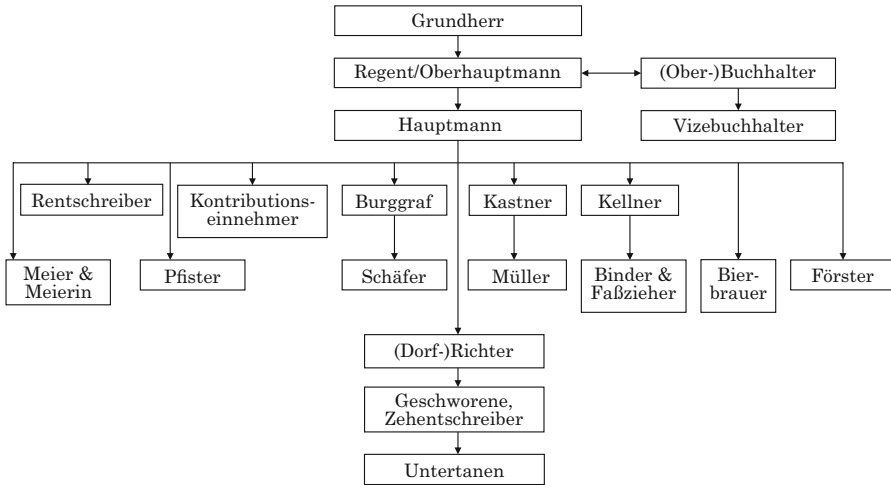 Grundherr
Regent/Oberhauptmann
(Ober-)Buchhalter
Hauptmann
Vizebuchhalter
Rentschreiber
Kontributions-
einnehmer
Burggraf
Kastner
Kellner
Meier &
Meierin
Pfister
Schäfer
Müller
Binder &
Faßzieher
Bier-
brauer
Förster
(Dorf-)Richter
Geschworene,
Zehentschreiber
Untertanen